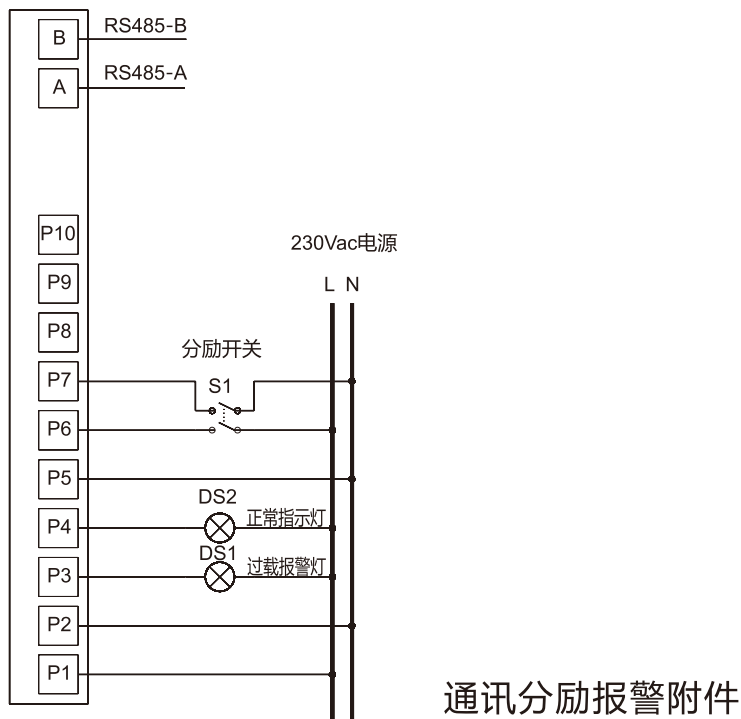 B RS485-B
A RS485-A
P10
230Vac电源
P9
L N
P8
分励开关
P7
S1
P6
P5
DS2
P4 正常指示灯
DS1
P3 过载报警灯
P2
P1
通讯分励报警附件